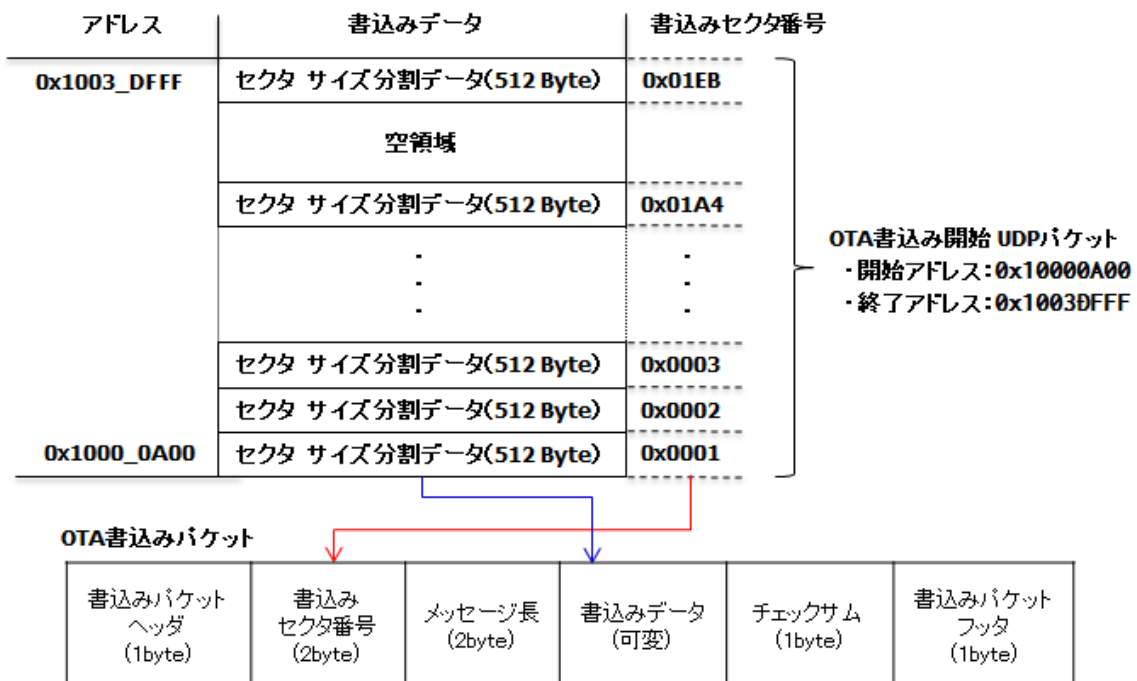 アドレス 書込みデータ 書込みセクタ番号
0x1003_DFFF セクタ サイズ分割データ(512 Byte) 0x01EB
空領域
セクタ サイズ分割データ(512 Byte) 0x01A4
OTA書込み開始 UDPパケット
・開始アドレス:0x10000A00
・終了アドレス:0x1003DFFF
セクタ サイズ分割データ(512 Byte) 0x0003
セクタ サイズ分割データ(512 Byte) 0x0002
0x1000_0A00 セクタ サイズ分割データ(512 Byte) 0x0001
OTA書込みパケット
書込みパケット
ヘッダ
(1byte)
書込み
セクタ番号
(2byte)
メッセージ長
(2byte)
書込みデータ
(可変)
チェックサム
(1byte)
書込みパケット
フッタ
(1byte)